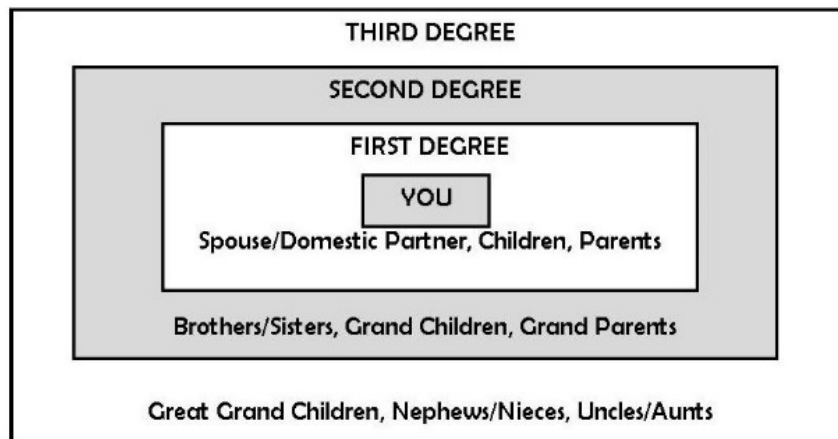 THIRD DEGREE
SECOND DEGREE
FIRST DEGREE
YOU
Spouse/Domestic Partner, Children, Parents
Brothers/Sisters, Grand Children, Grand Parents
Great Grand Children, Nephews/Nieces, Uncles/Aunts